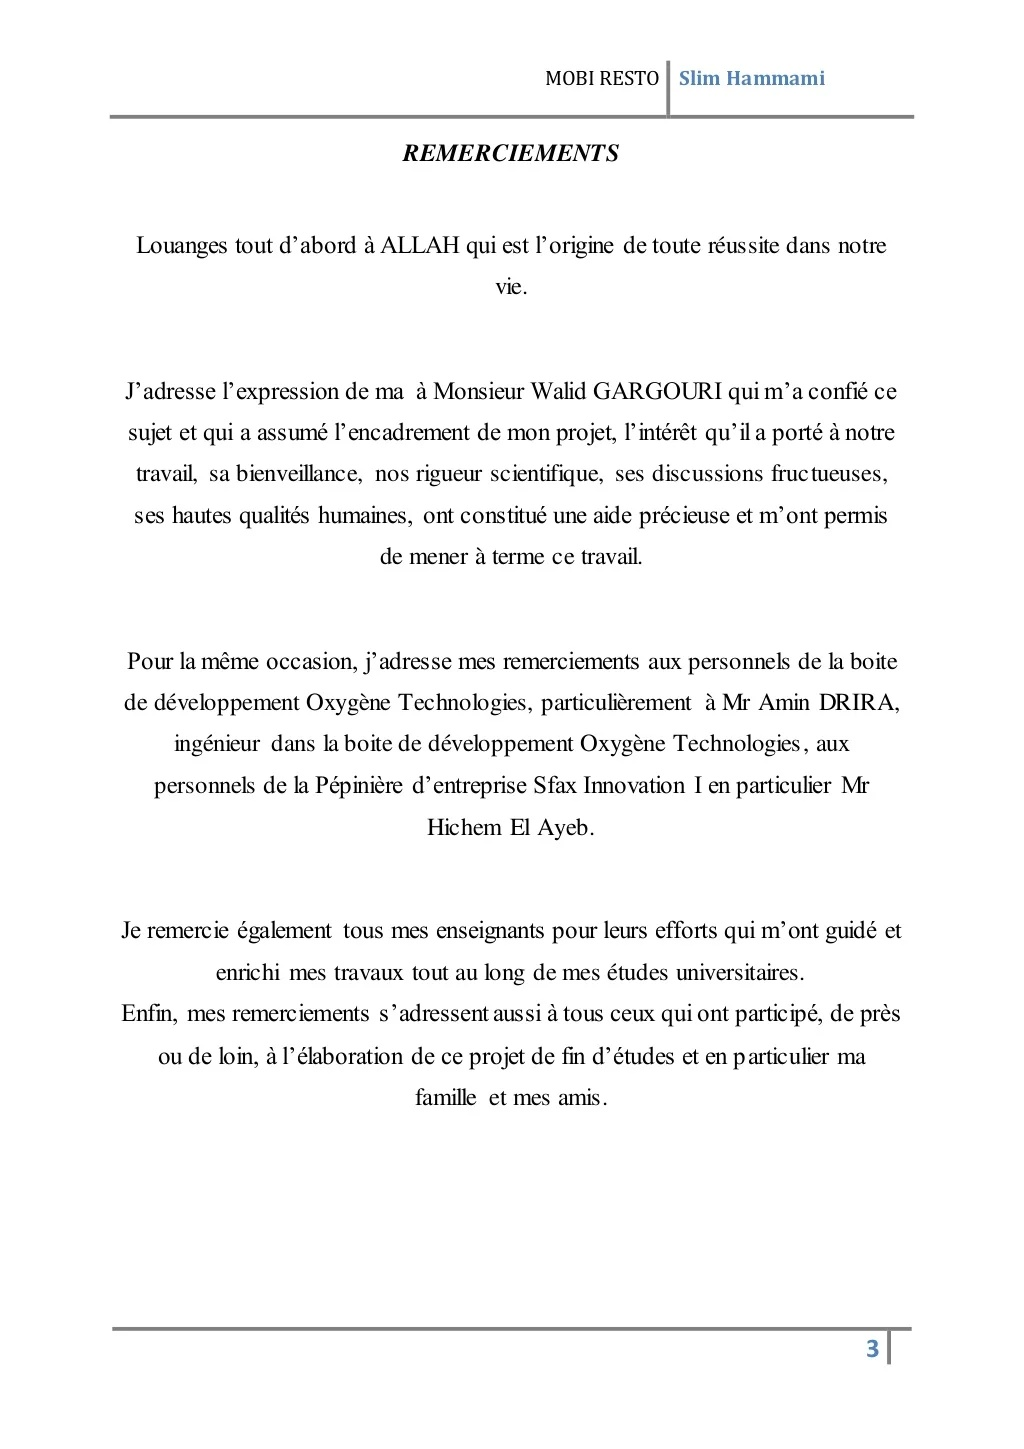 MOBI RESTO Slim Hammami
REMERCIEMENTS
Louanges tout d’abord à ALLAH qui est l’origine de toute réussite dans notre
vie.
J’adresse l’expression de ma à Monsieur Walid GARGOURI qui m’a confié ce
sujet et qui a assumé l’encadrement de mon projet, l’intérêt qu’il a porté à notre
travail, sa bienveillance, nos rigueur scientifique, ses discussions fructueuses,
ses hautes qualités humaines, ont constitué une aide précieuse et m’ont permis
de mener à terme ce travail.
Pour la même occasion, j’adresse mes remerciements aux personnels de la boite
de développement Oxygène Technologies, particulièrement à Mr Amin DRIRA,
ingénieur dans la boite de développement Oxygène Technologies, aux
personnels de la Pépinière d’entreprise Sfax Innovation I en particulier Mr
Hichem El Ayeb.
Je remercie également tous mes enseignants pour leurs efforts qui m’ont guidé et
enrichi mes travaux tout au long de mes études universitaires.
Enfin, mes remerciements s’adressent aussi à tous ceux qui ont participé, de près
ou de loin, à l’élaboration de ce projet de fin d’études et en particulier ma
famille et mes amis.
3